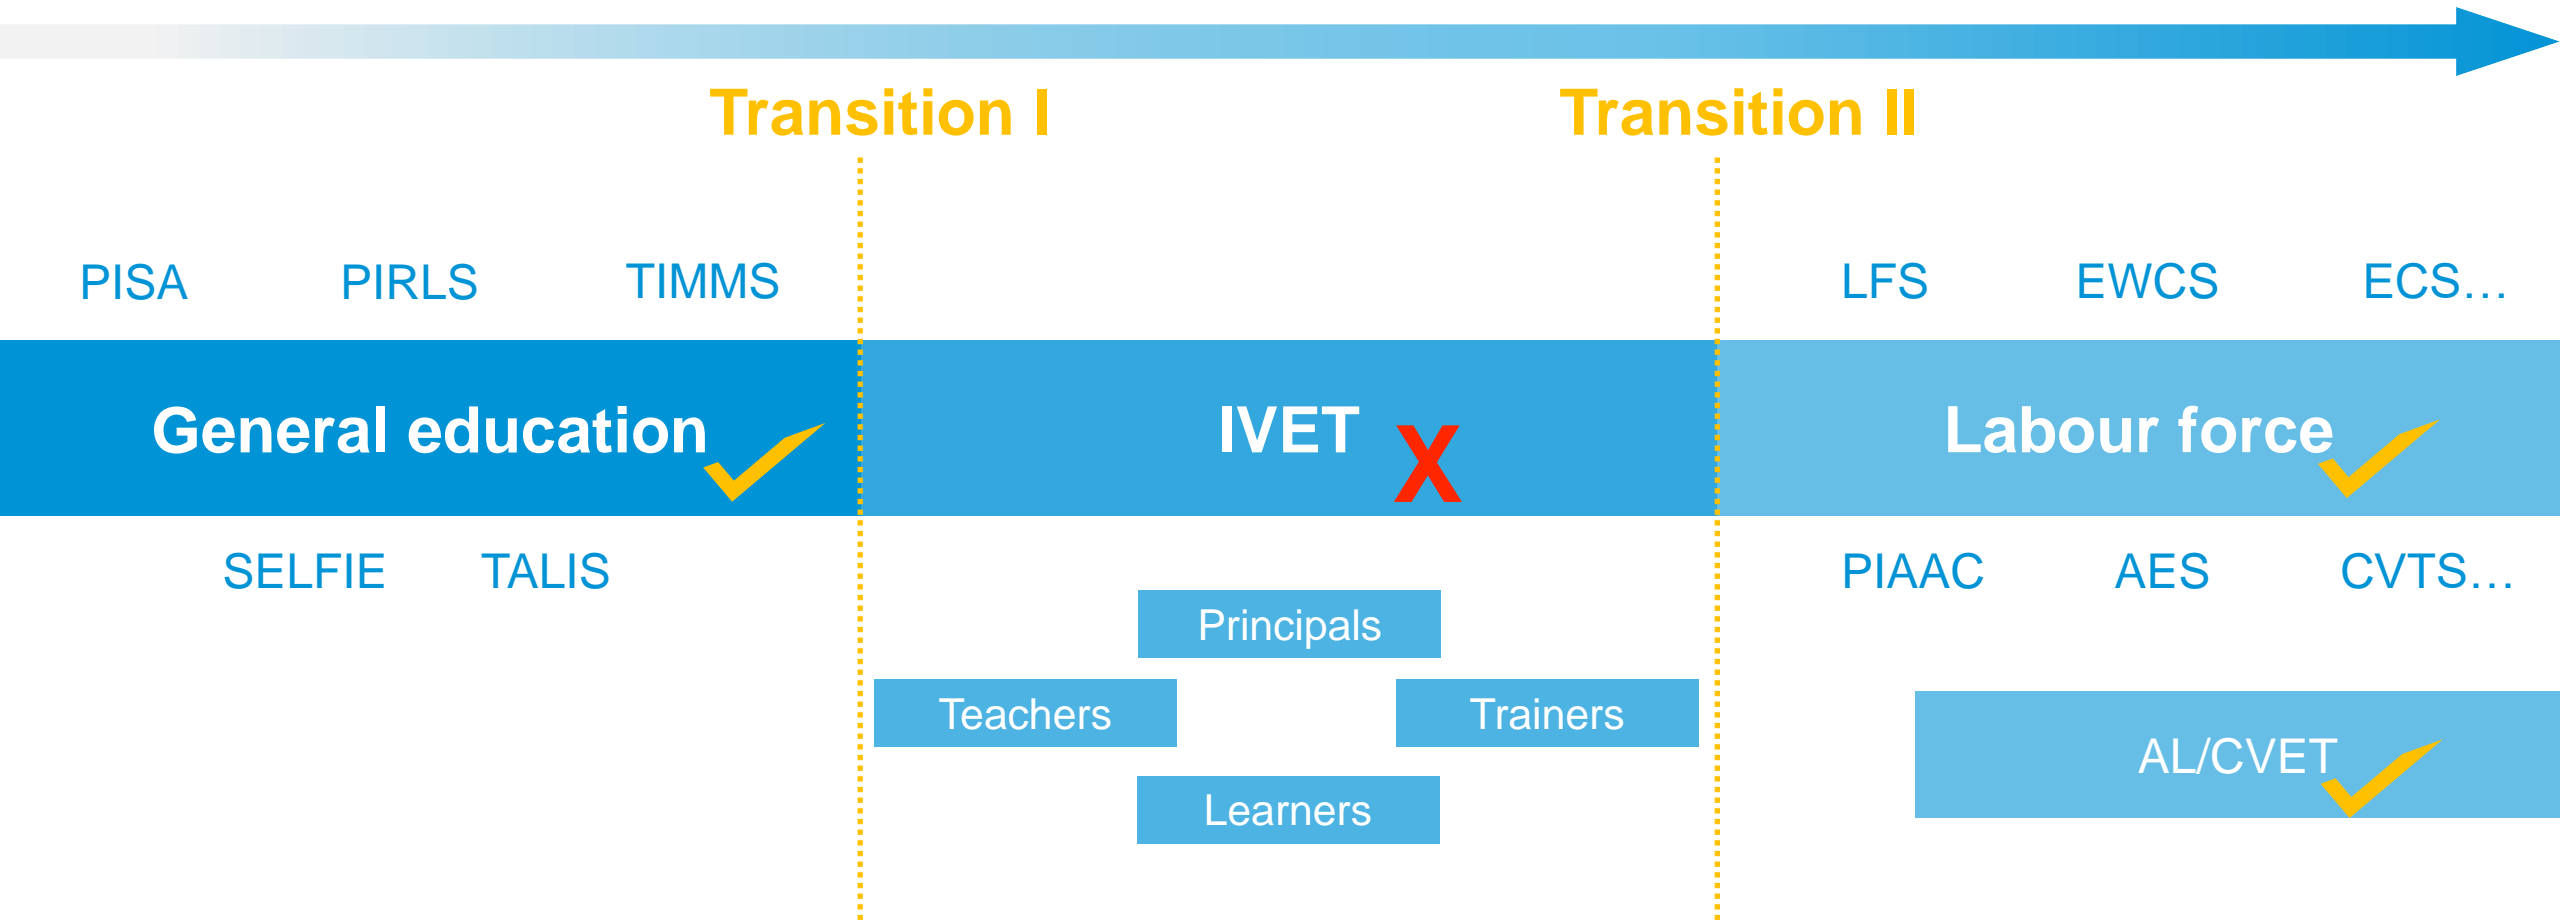 Transition I
Transition II
PISA PIRLS TIMMS
LFS EWCS ECS…
General education
IVET X
Labour force
SELFIE TALIS
PIAAC AES CVTS…
Principals
Teachers
Trainers
Learners
AL/CVET